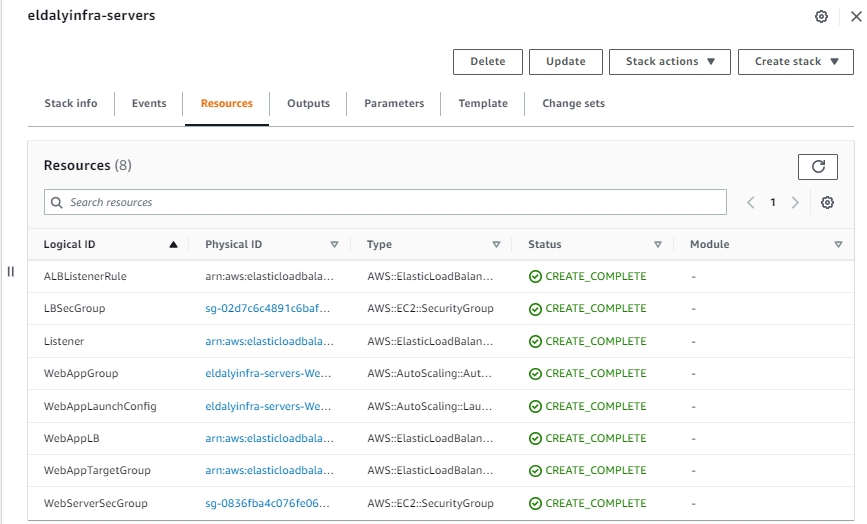 eldalyinfra-servers
Delete Update Stack actions Create stack
Stack info Events Resources Outputs Parameters Template Change sets
Resources (8)
Search resources 1
Logical ID Physical ID Type Status Module
ALBListenerRule arn:aws:elasticloadbala... AWS::ElasticLoadBalan... CREATE_COMPLETE -
LBSecGroup sg-02d7c6c4891c6baf... AWS::EC2::SecurityGroup CREATE_COMPLETE -
Listener arn:aws:elasticloadbala... AWS::ElasticLoadBalan... CREATE_COMPLETE -
WebAppGroup eldalyinfra-servers-We... AWS::AutoScaling::Aut... CREATE_COMPLETE -
WebAppLaunchConfig eldalyinfra-servers-We... AWS::AutoScaling::Lau... CREATE_COMPLETE -
WebAppLB arn:aws:elasticloadbala... AWS::ElasticLoadBalan... CREATE_COMPLETE -
WebAppTargetGroup arn:aws:elasticloadbala... AWS::ElasticLoadBalan... CREATE_COMPLETE -
WebServerSecGroup sg-0836fba4c076fe06... AWS::EC2::SecurityGroup CREATE_COMPLETE -